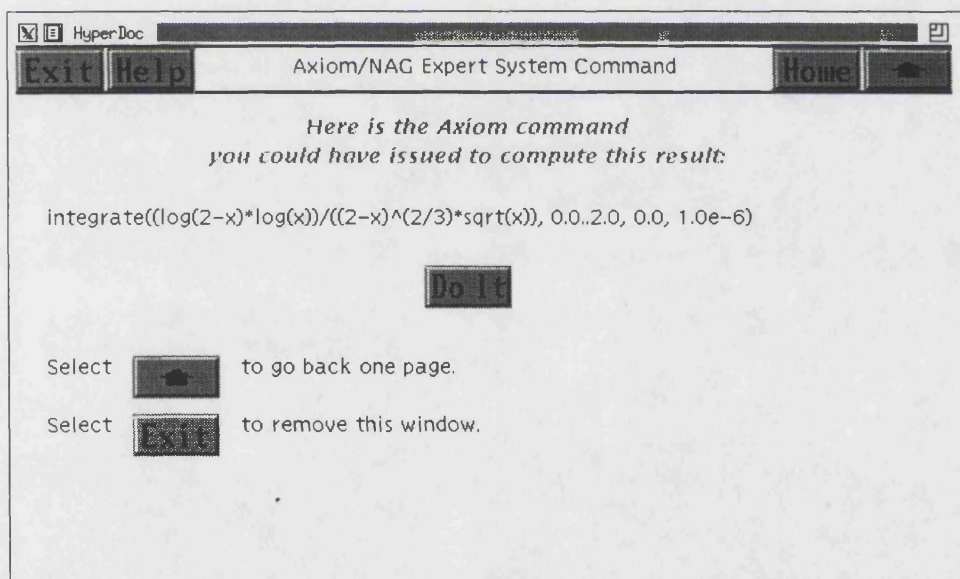 HyperDoc
Exit Help Axiom/NAG Expert System Command Home
Here is the Axiom command
you could have issued to compute this result:
integrate((log(2-x)*log(x))/((2-x)^(2/3)*sqrt(x)), 0.0..2.0, 0.0, 1.0e-6)
Do It
Select to go back one page.
Select Exit to remove this window.